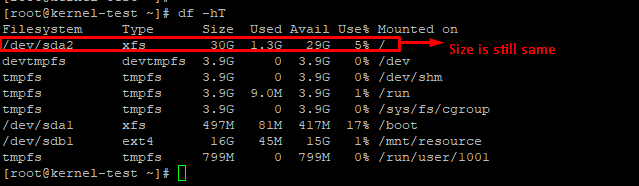 [root@kernel-test ~]# df -hT
Filesystem Type Size Used Avail Use% Mounted on
/dev/sda2 xfs 30G 1.3G 29G 5% / Size is still same
devtmpfs devtmpfs 3.9G 0 3.9G 0% /dev
tmpfs tmpfs 3.9G 0 3.9G 0% /dev/shm
tmpfs tmpfs 3.9G 9.0M 3.9G 1% /run
tmpfs tmpfs 3.9G 0 3.9G 0% /sys/fs/cgroup
/dev/sda1 xfs 497M 81M 417M 17% /boot
/dev/sdb1 ext4 16G 45M 15G 1% /mnt/resource
tmpfs tmpfs 799M 0 799M 0% /run/user/1001
[root@kernel-test ~]#